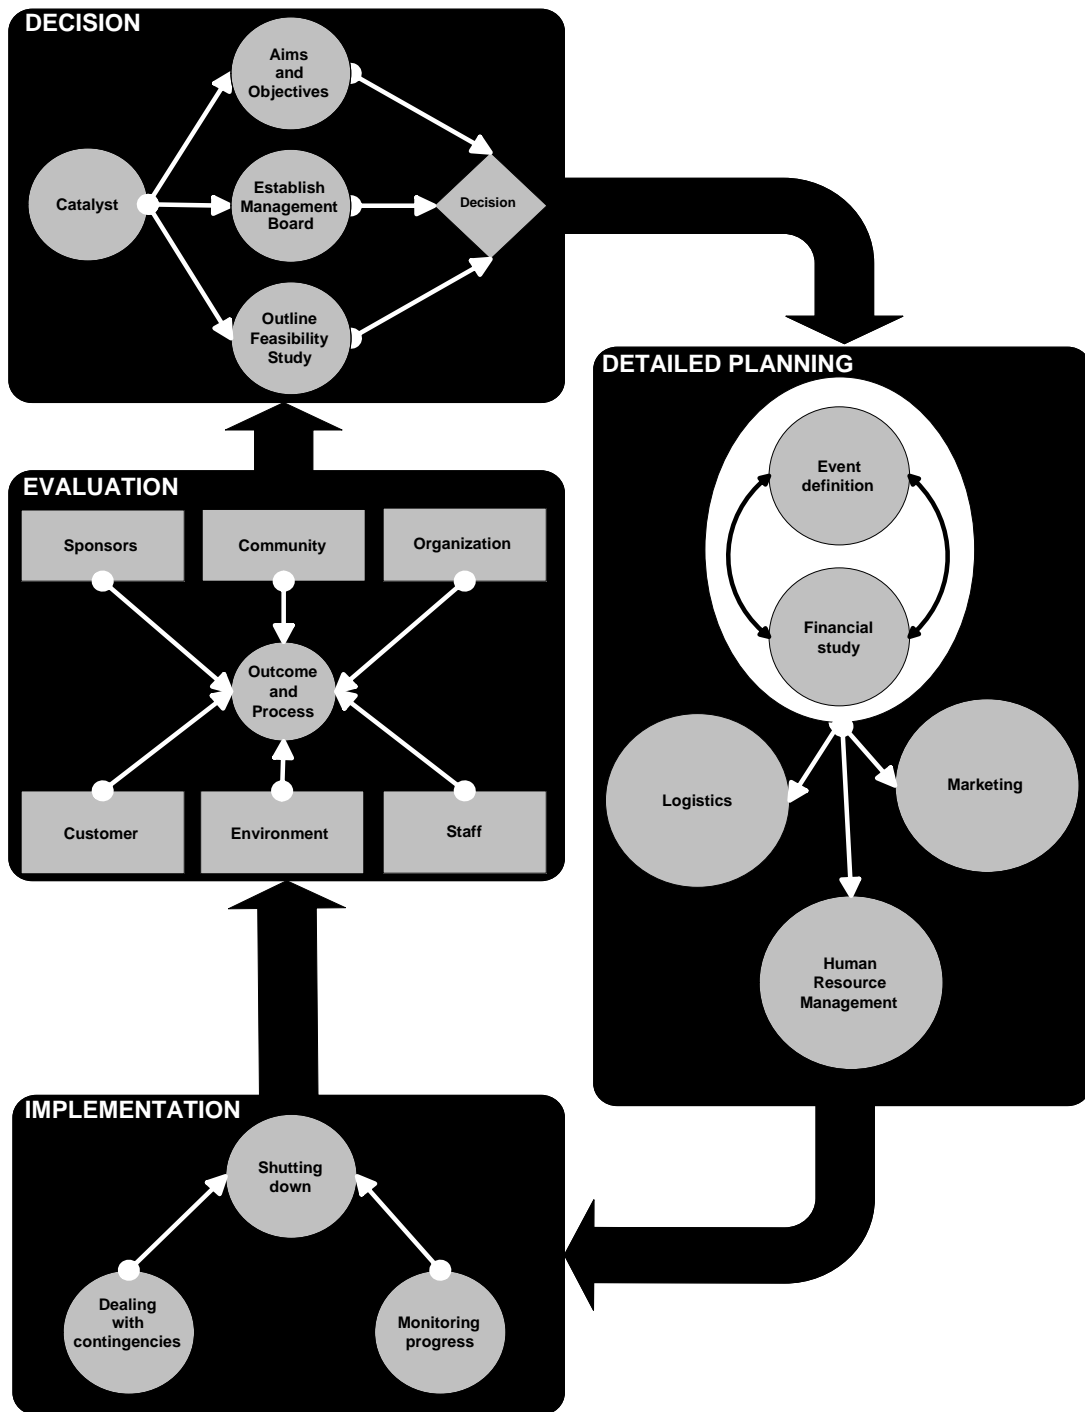 DECISION
Aims
and
Objectives
Catalyst
Establish
Management
Board
Decision
Outline
Feasibility
Study
DETAILED PLANNING
Event
definition
Financial
study
Logistics
Marketing
Human
Resource
Management
EVALUATION
Sponsors
Community
Organization
Outcome
and
Process
Customer
Environment
Staff
IMPLEMENTATION
Shutting
down
Dealing
with
contingencies
Monitoring
progress